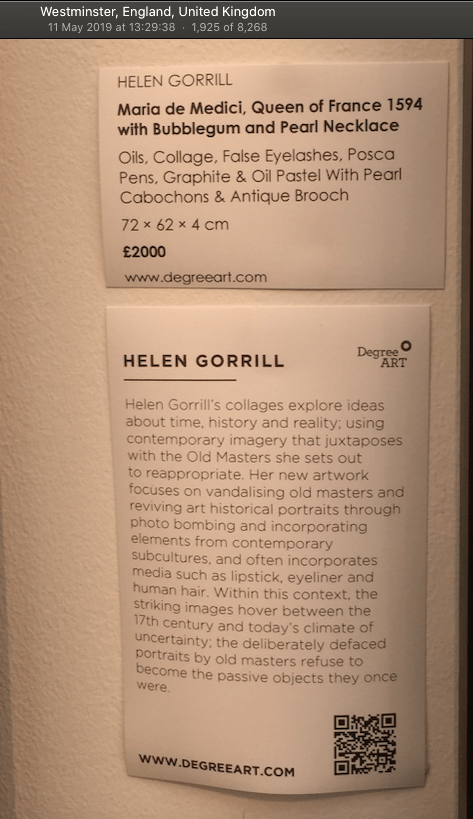 Westminster, England, United Kingdom
11 May 2019 at 13:29:38 · 1,925 of 8,268
HELEN GORRILL
Maria de Medici, Queen of France 1594
with Bubblegum and Pearl Necklace
Oils, Collage, False Eyelashes, Posca
Pens, Graphite & Oil Pastel With Pearl
Cabochons & Antique Brooch
72 × 62 × 4 cm
£2000
www.degreeart.com
Degree
ART
HELEN GORRILL
Helen Gorrill's collages explore ideas
about time, history and reality; using
contemporary imagery that juxtaposes
with the Old Masters she sets out
to reappropriate. Her new artwork
focuses on vandalising old masters and
reviving art historical portraits through
photo bombing and incorporating
elements from contemporary
subcultures, and often incorporates
media such as lipstick, eyeliner and
human hair. Within this context, the
striking images hover between the
17th century and today's climate of
uncertainty; the deliberately defaced
portraits by old masters refuse to
become the passive objects they once
were.
WWW.DEGREEART.COM